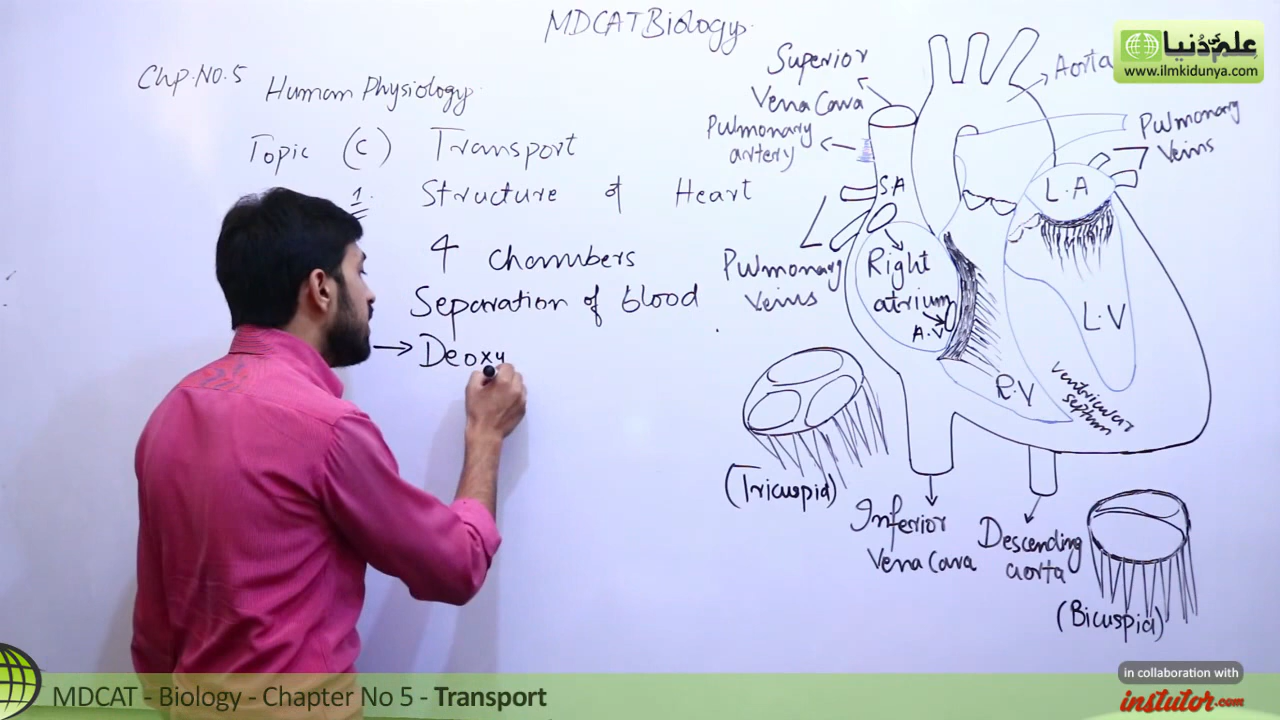 MDCAT Biology
Chp. No. 5
Human Physiology
Topic (C) Transport
1. Structure of Heart
4 chambers
Separation of blood
→ Deoxy
Superior
Vena Cava
Pulmonary
artery
Aorta
Pulmonary
Veins
S.A
L.A
Pulmonary
Veins
Right
atrium
A.V
L.V
R.V
ventricular
septum
(Tricuspid)
Inferior
Vena Cava
Descending
aorta
(Bicuspid)
علم کی دُنیا
www.ilmkidunya.com
in collaboration with
instutor.com
MDCAT - Biology - Chapter No 5 - Transport